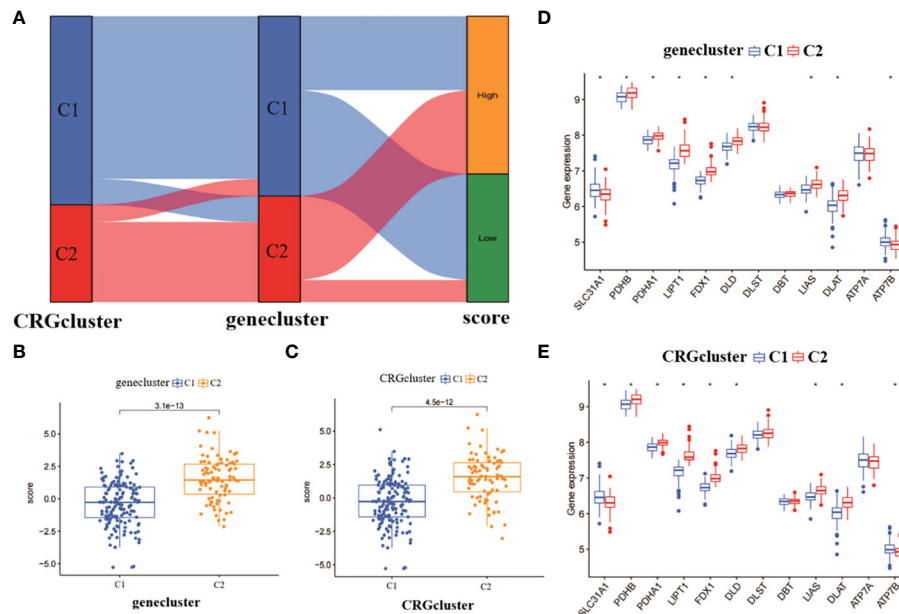 A
C1
C2
C1
C2
High
Low
CRGcluster
genecluster
score
B
genecluster C1 C2
3.1e-13
score
5.0
2.5
0.0
-2.5
-5.0
C1
C2
genecluster
C
CRGcluster C1 C2
4.5e-12
score
5.0
2.5
0.0
-2.5
-5.0
C1
C2
CRGcluster
D
genecluster C1 C2
* * * * * * * * *
Gene expression
9
8
7
6
5
SLC31A1
PDHB
PDHA1
LIPT1
FDX1
DLD
DLST
DBT
LIAS
DLAT
ATP7A
ATP7B
E
CRGcluster C1 C2
* * * * * * * * *
Gene expression
9
8
7
6
5
SLC31A1
PDHB
PDHA1
LIPT1
FDX1
DLD
DLST
DBT
LIAS
DLAT
ATP7A
ATP7B